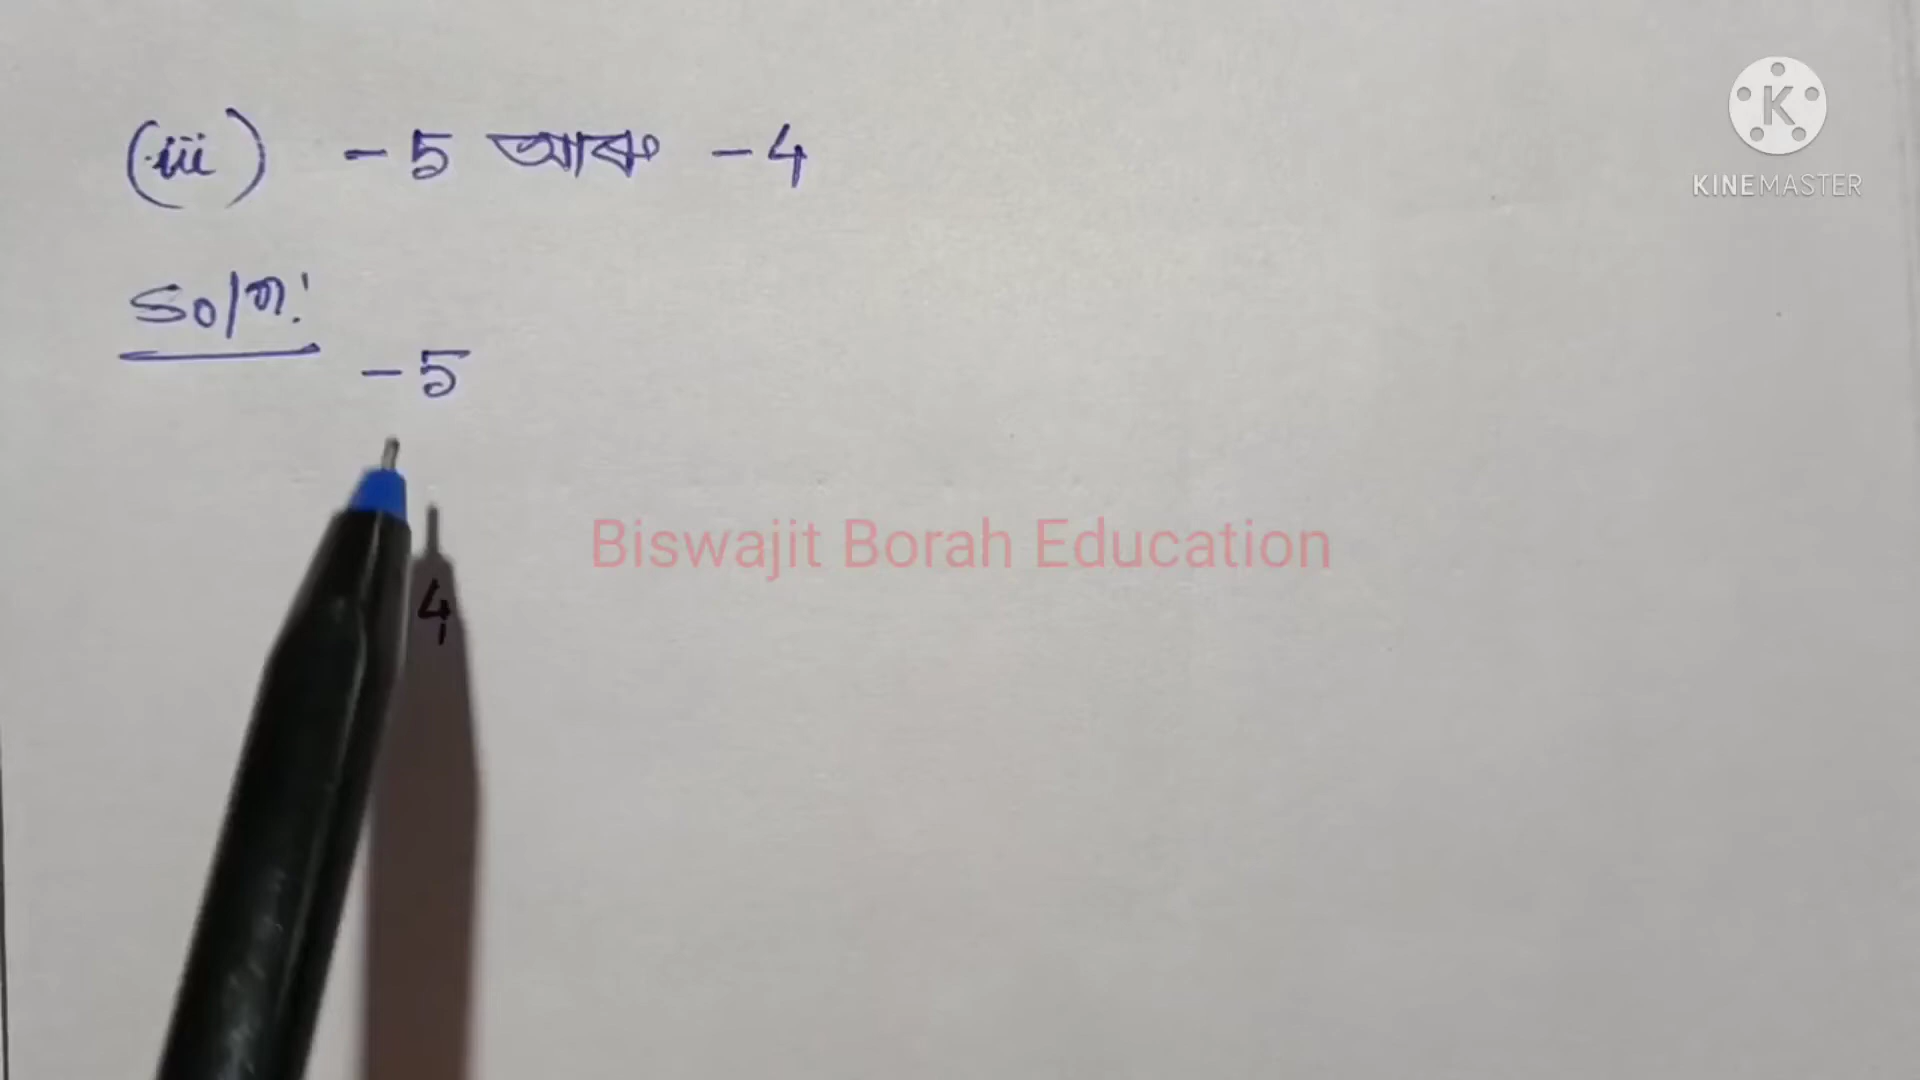 (iii) -5 আৰু -4
KINEMASTER
Soln:
-5
Biswajit Borah Education
4